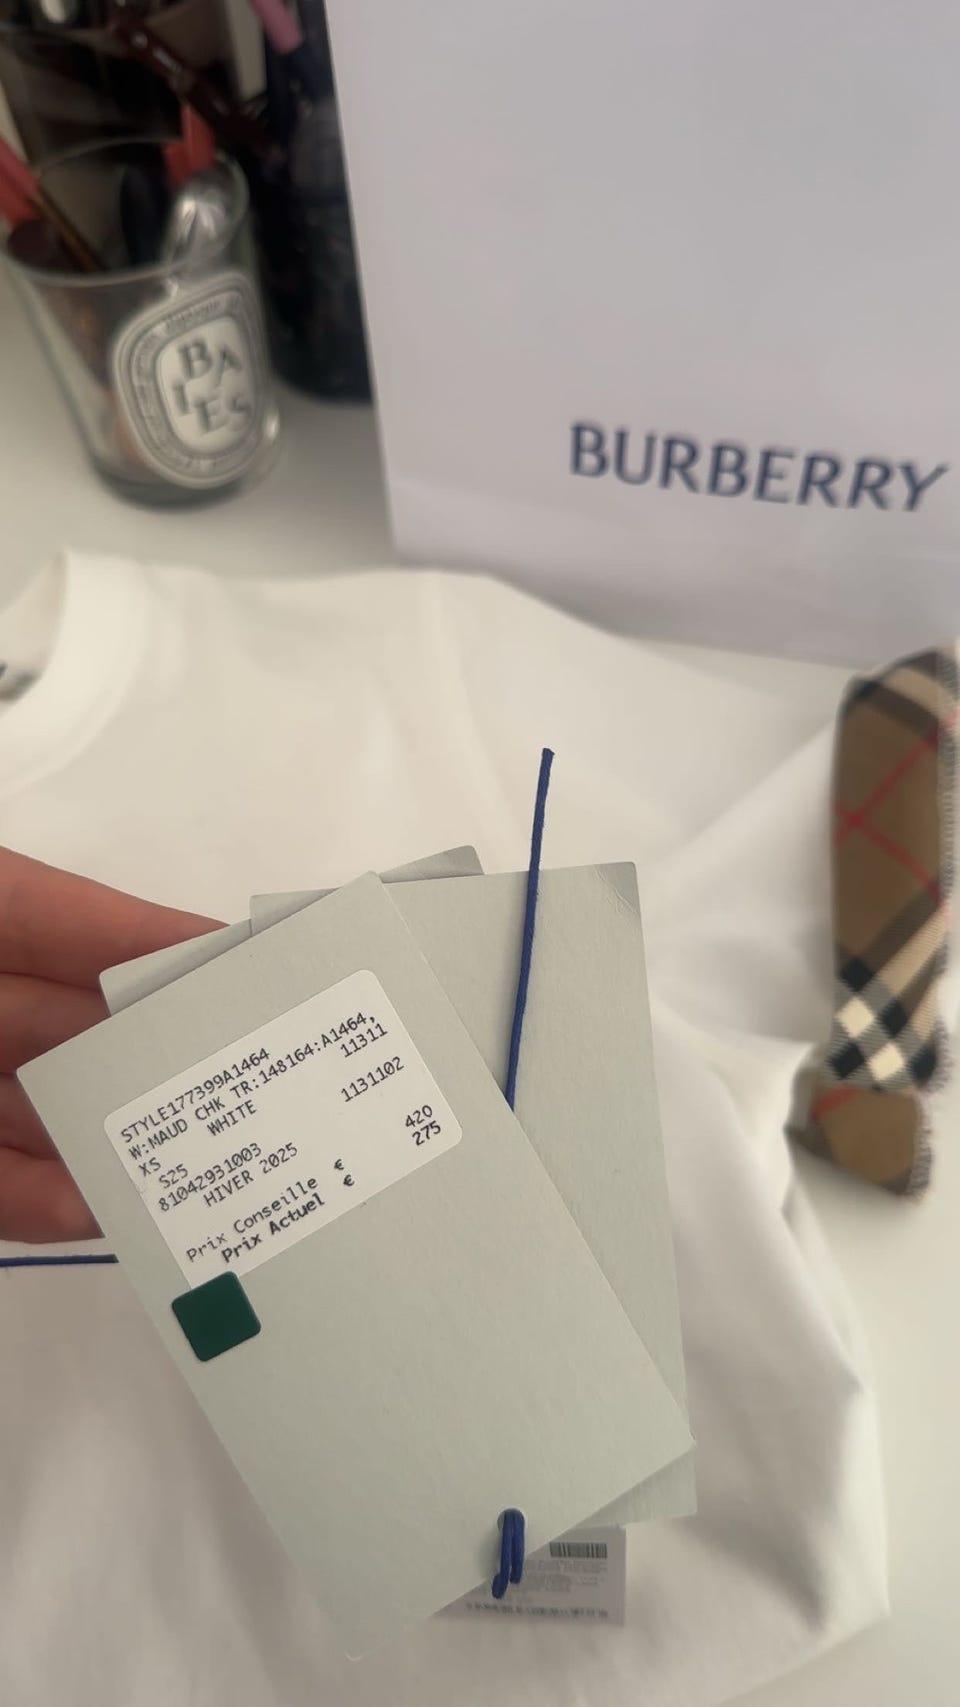 BAIES
BURBERRY
STYLE177399A1464
W:MAUD CHK TR:148164:A1464,
WHITE 11311
XS
S25 1131102
81042931003
HIVER 2025
Prix Conseille € 420
Prix Actuel € 275